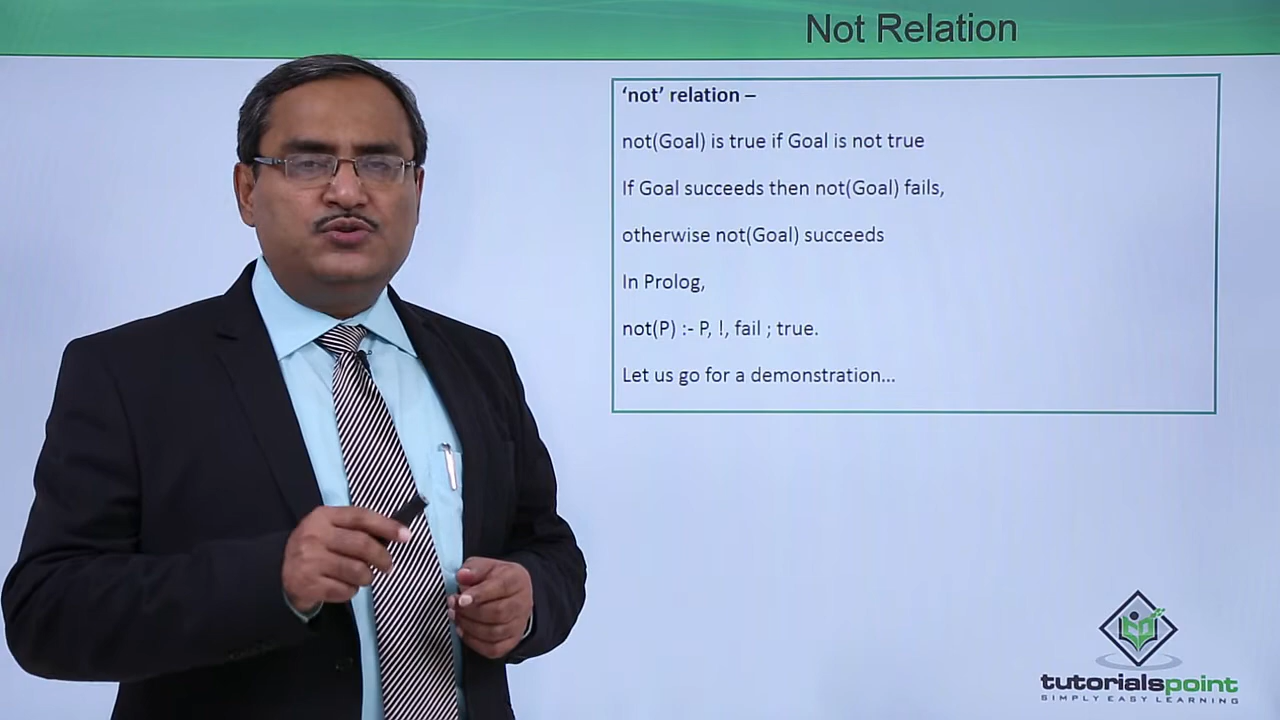 Not Relation
‘not’ relation –
not(Goal) is true if Goal is not true
If Goal succeeds then not(Goal) fails,
otherwise not(Goal) succeeds
In Prolog,
not(P) :- P, !, fail ; true.
Let us go for a demonstration...
tutorialspoint
SIMPLY EASY LEARNING